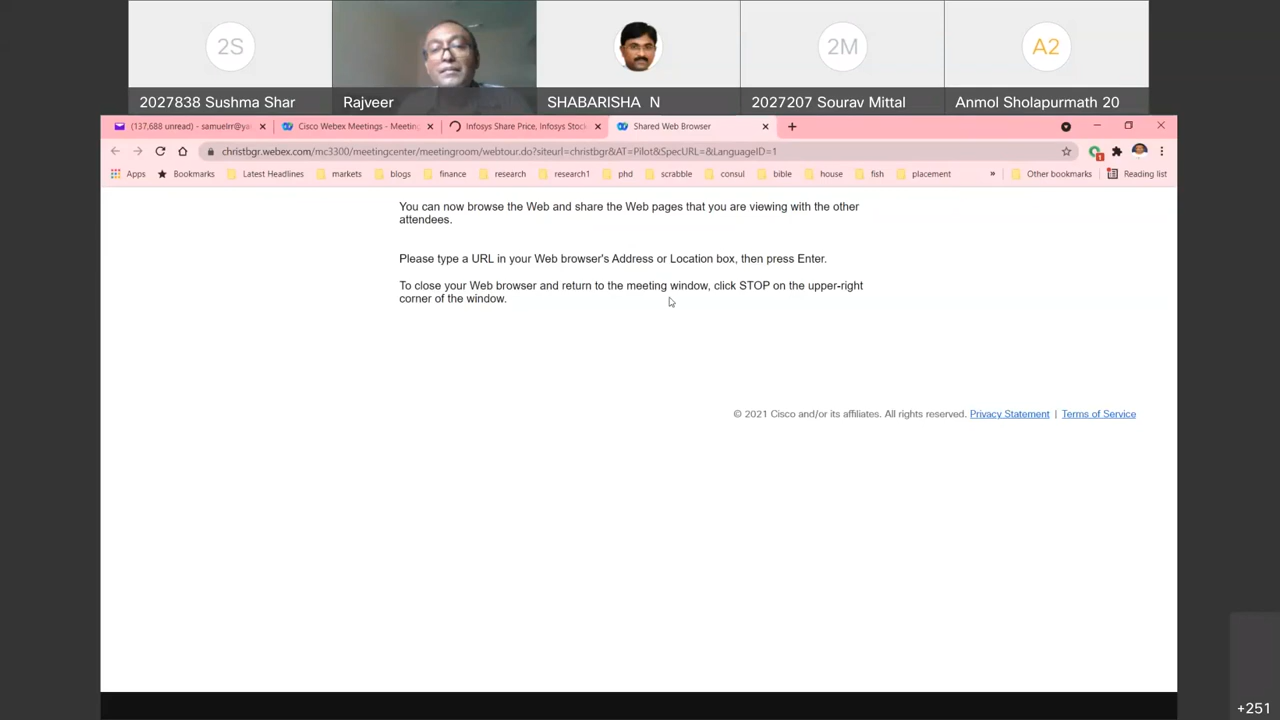 2S
2027838 Sushma Shar
Rajveer
SHABARISHA N
2M
2027207 Sourav Mittal
A2
Anmol Sholapurmath 20
(137,688 unread) - samuelrr@ya
Cisco Webex Meetings - Meetin
Infosys Share Price, Infosys Stock
Shared Web Browser
christbgr.webex.com/mc3300/meetingcenter/meetingroom/webtour.do?siteurl=christbgr&AT=Pilot&SpecURL=&LanguageID=1
1
Apps
Bookmarks
Latest Headlines
markets
blogs
finance
research
research1
phd
scrabble
consul
bible
house
fish
placement
»
Other bookmarks
Reading list
You can now browse the Web and share the Web pages that you are viewing with the other
attendees.
Please type a URL in your Web browser's Address or Location box, then press Enter.
To close your Web browser and return to the meeting window, click STOP on the upper-right
corner of the window.
© 2021 Cisco and/or its affiliates. All rights reserved. Privacy Statement | Terms of Service
+251